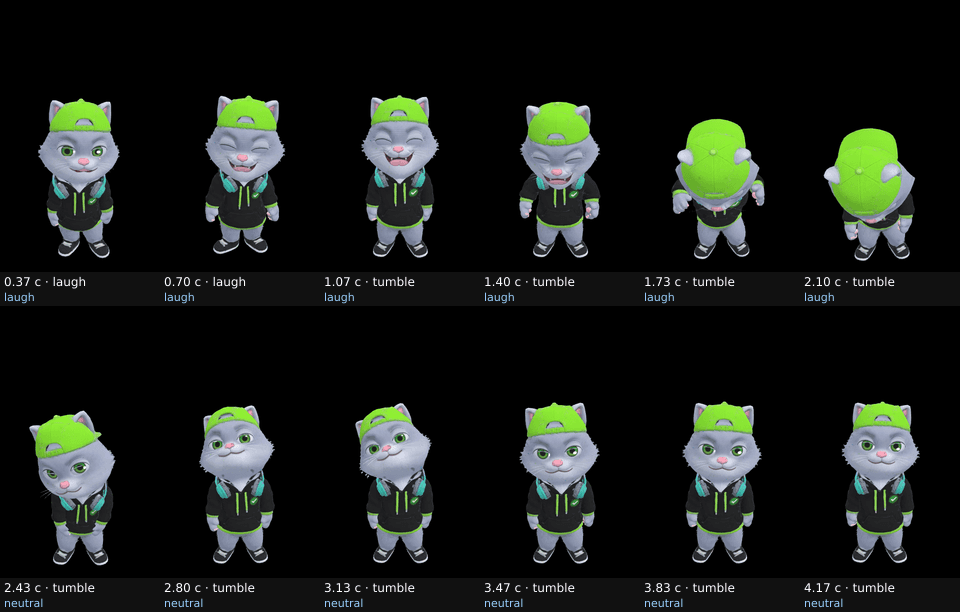 0.37 с · laugh
laugh
0.70 с · laugh
laugh
1.07 с · tumble
laugh
1.40 с · tumble
laugh
1.73 с · tumble
laugh
2.10 с · tumble
laugh
2.43 с · tumble
neutral
2.80 с · tumble
neutral
3.13 с · tumble
neutral
3.47 с · tumble
neutral
3.83 с · tumble
neutral
4.17 с · tumble
neutral